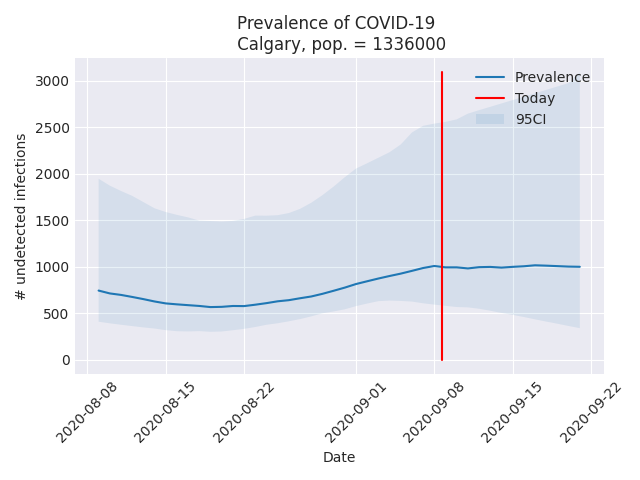 Prevalence of COVID-19
Calgary, pop. = 1336000
Prevalence
Today
95CI
# undetected infections
3000
2500
2000
1500
1000
500
0
2020-08-08
2020-08-15
2020-08-22
2020-09-01
2020-09-08
2020-09-15
2020-09-22
Date